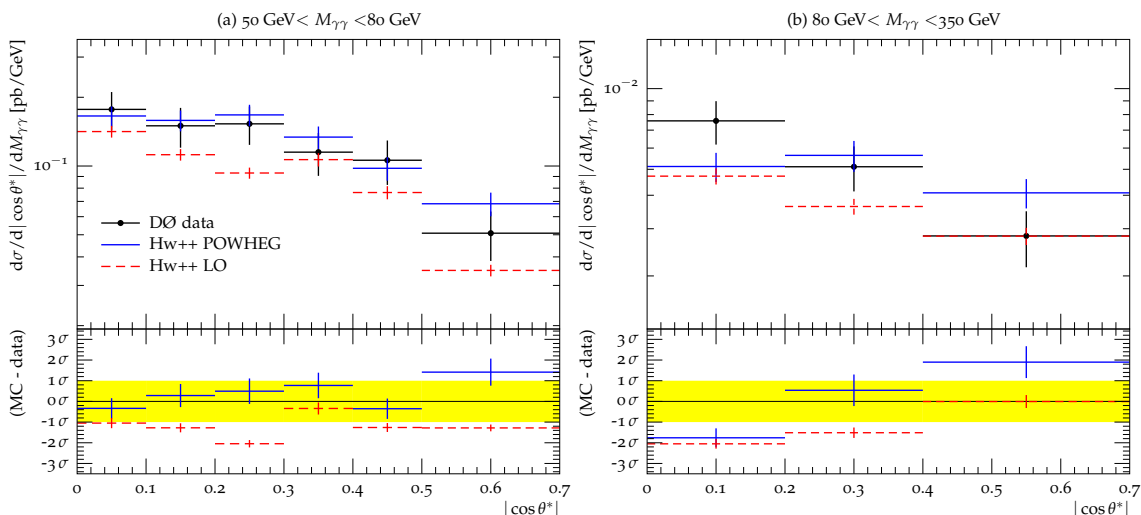 (a) 50 GeV< Mγγ <80 GeV
dσ/d|cos θ*|/dMγγ [pb/GeV]
10⁻¹
DØ data
Hw++ POWHEG
Hw++ LO
(MC - data)
3σ
2σ
1σ
0σ
-1σ
-2σ
-3σ
0 0.1 0.2 0.3 0.4 0.5 0.6 0.7
|cos θ*|
(b) 80 GeV< Mγγ <350 GeV
dσ/d|cos θ*|/dMγγ [pb/GeV]
10⁻²
(MC - data)
3σ
2σ
1σ
0σ
-1σ
-2σ
-3σ
0 0.1 0.2 0.3 0.4 0.5 0.6 0.7
|cos θ*|